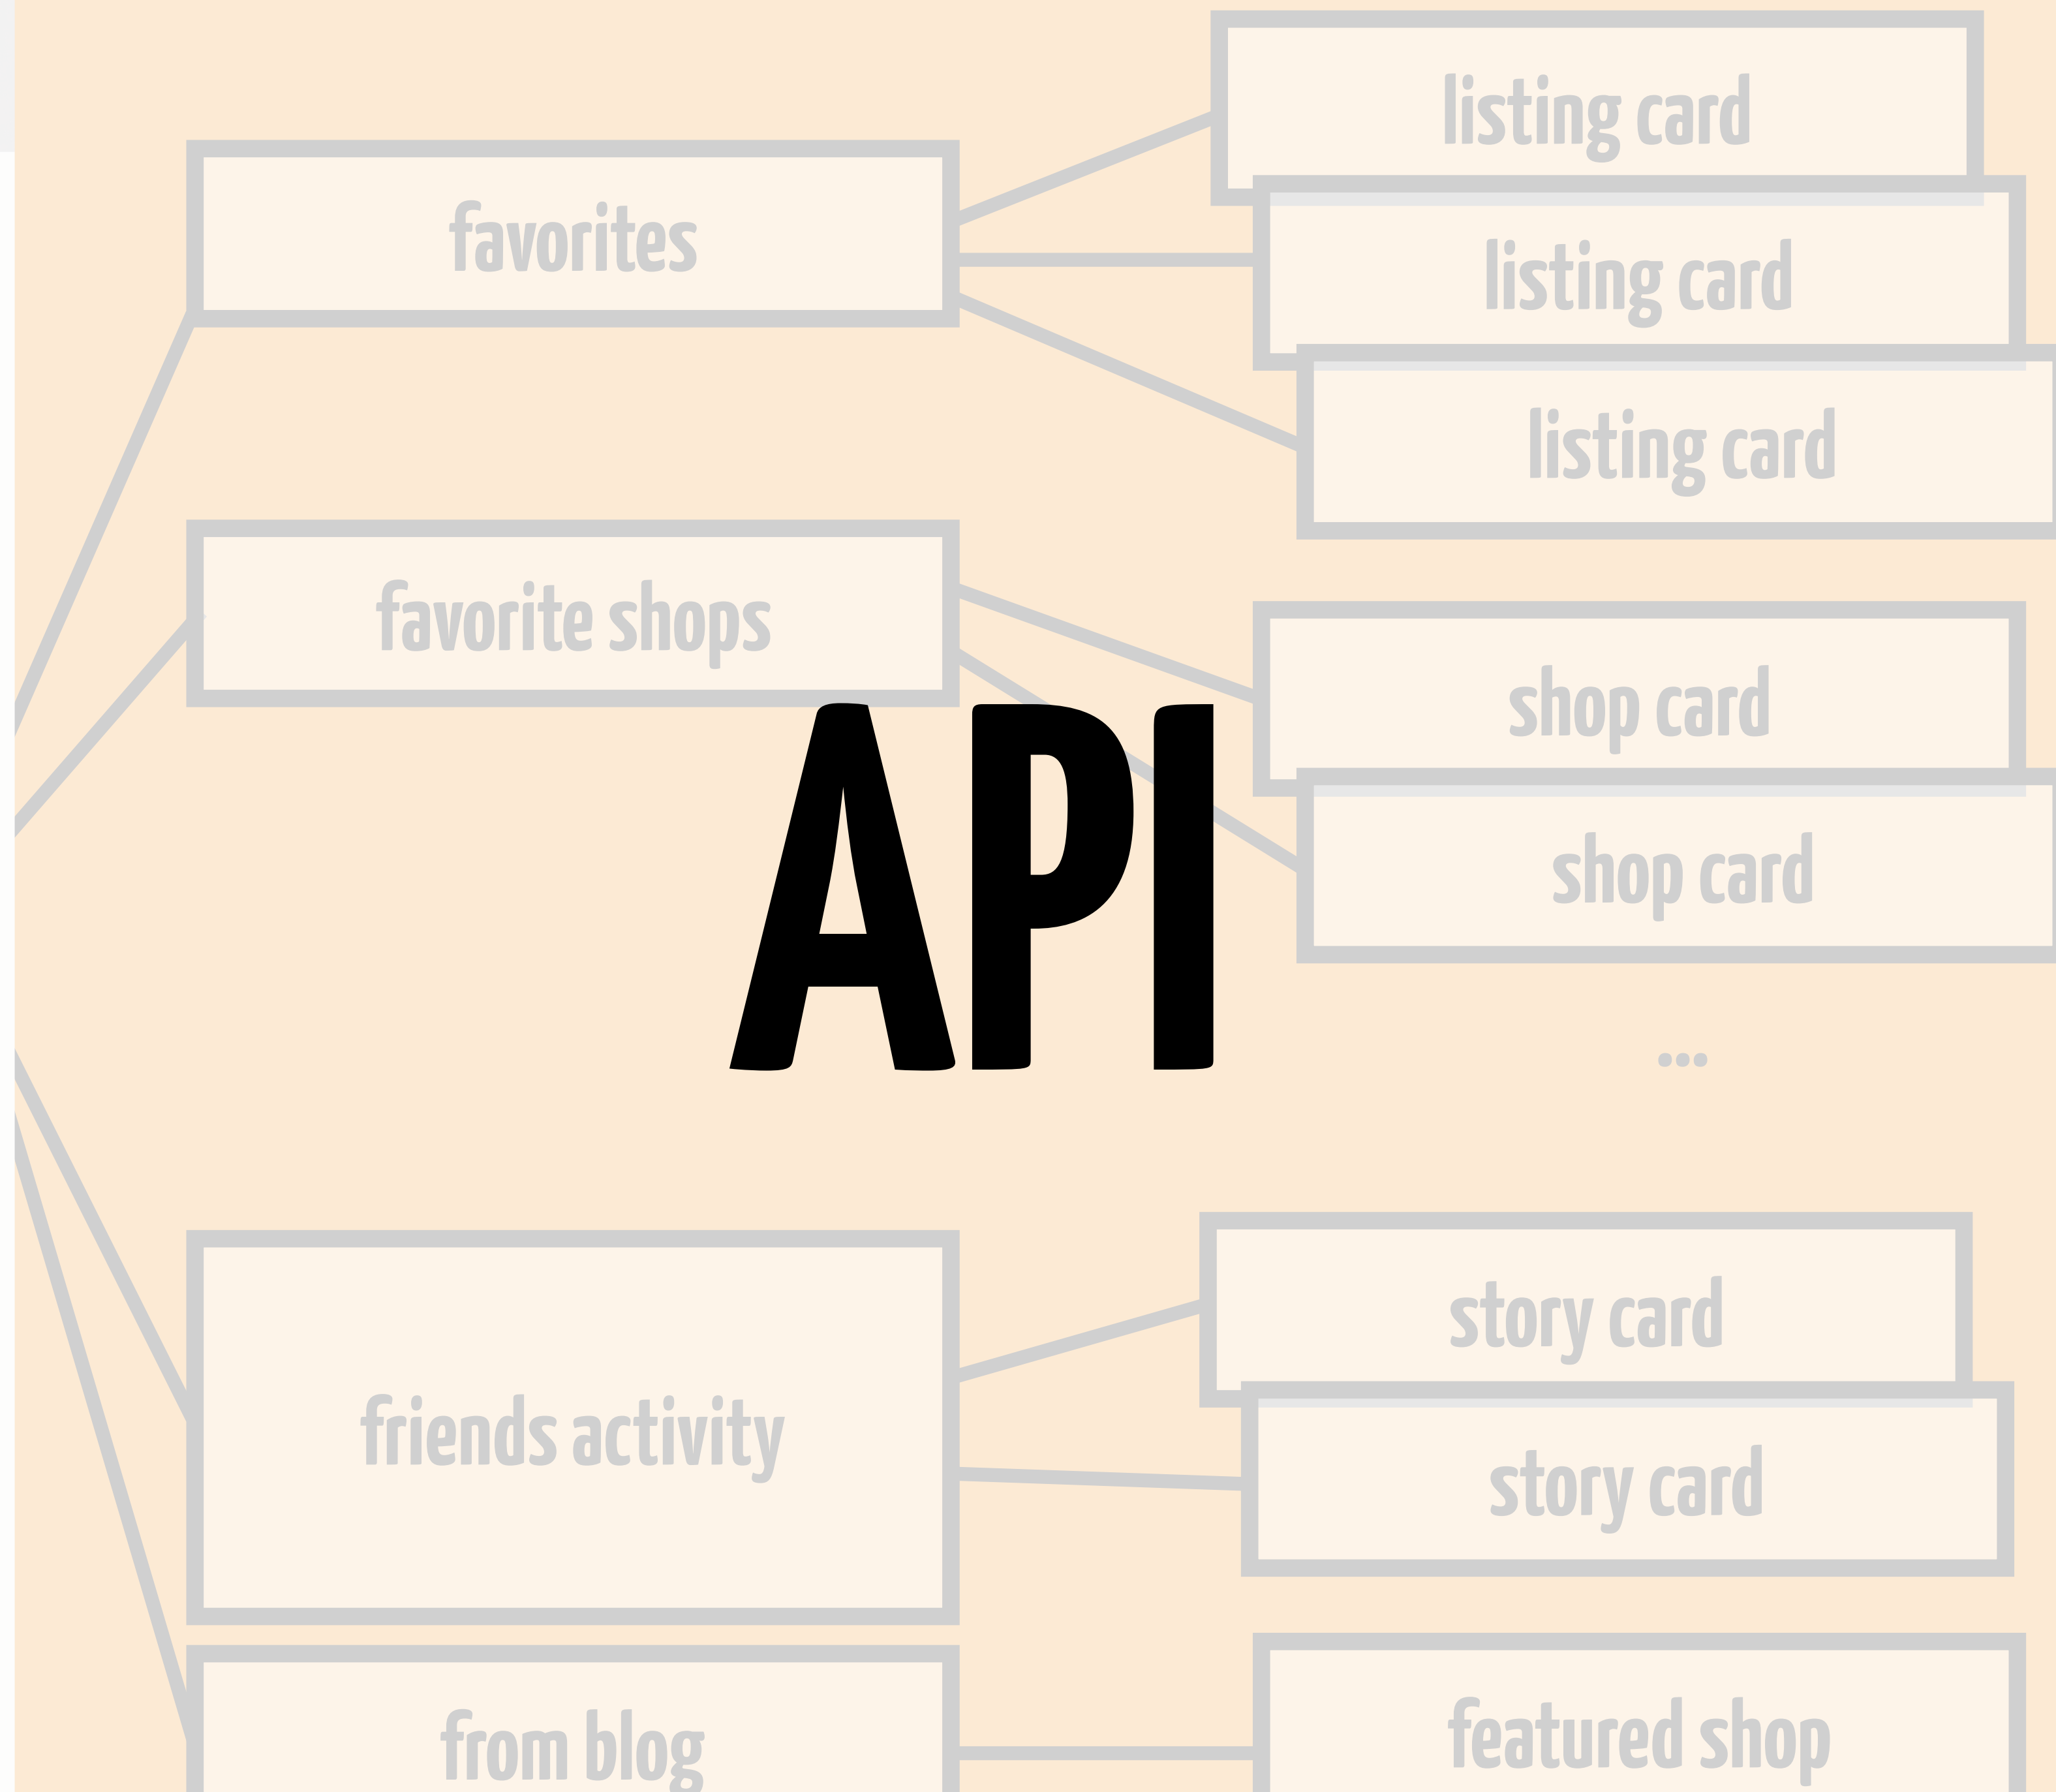 listing card
favorites
listing card
listing card
favorite shops
shop card
shop card
API
...
story card
friends activity
story card
featured shop
from blog